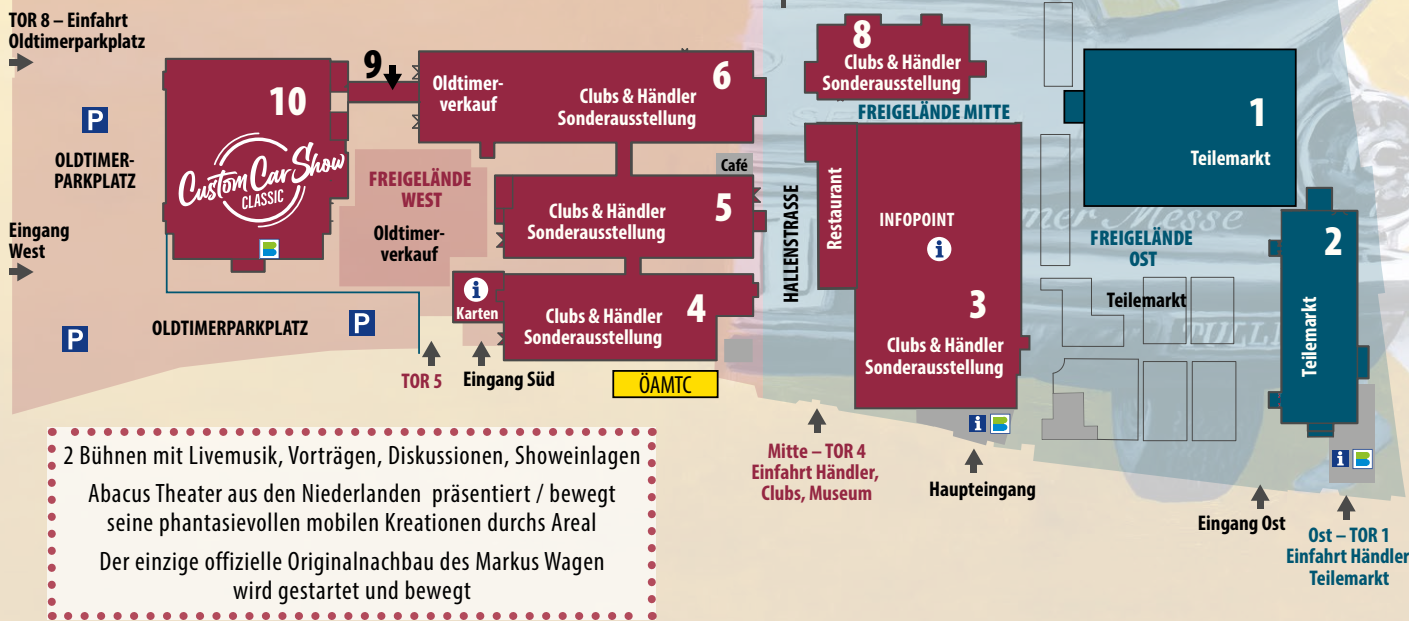 TOR 8 – Einfahrt
Oldtimerparkplatz
P
OLDTIMER-
PARKPLATZ
Eingang
West
P
OLDTIMERPARKPLATZ
P
10
Custom Car Show
CLASSIC
9
Oldtimer-
verkauf
6
Clubs & Händler
Sonderausstellung
FREIGELÄNDE
WEST
Oldtimer-
verkauf
Café
5
Clubs & Händler
Sonderausstellung
i
Karten
4
Clubs & Händler
Sonderausstellung
TOR 5
Eingang Süd
ÖAMTC
HALLENSTRASSE
8
Clubs & Händler
Sonderausstellung
FREIGELÄNDE MITTE
Restaurant
INFOPOINT
i
3
Clubs & Händler
Sonderausstellung
i
Mitte – TOR 4
Einfahrt Händler,
Clubs, Museum
Haupteingang
1
Teilemarkt
FREIGELÄNDE
OST
Teilemarkt
2
Teilemarkt
i
Eingang Ost
Ost – TOR 1
Einfahrt Händler
Teilemarkt
2 Bühnen mit Livemusik, Vorträgen, Diskussionen, Showeinlagen
Abacus Theater aus den Niederlanden präsentiert / bewegt
seine phantasievollen mobilen Kreationen durchs Areal
Der einzige offizielle Originalnachbau des Markus Wagen
wird gestartet und bewegt